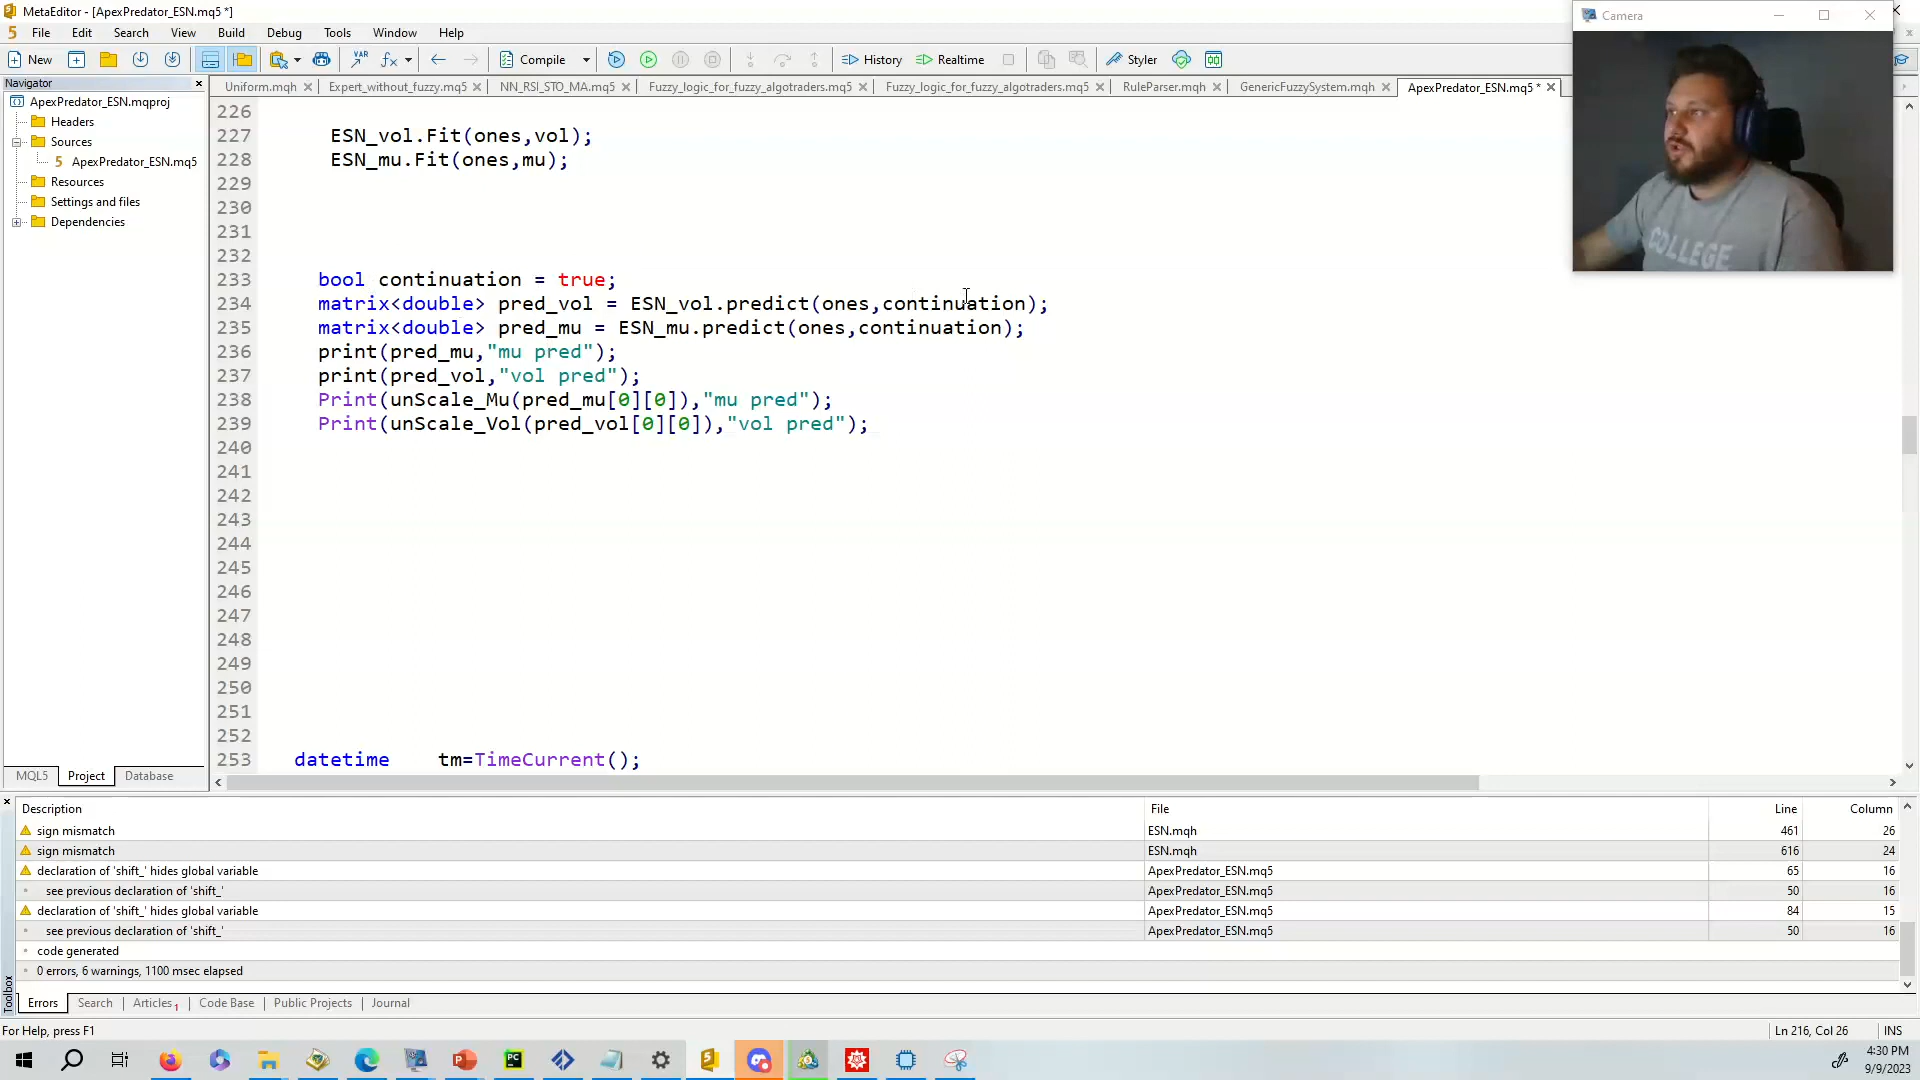 MetaEditor - [ApexPredator_ESN.mq5 *]
Camera
5 File Edit Search View Build Debug Tools Window Help
New VAR fx Compile History Realtime Styler
Navigator
Uniform.mqh Expert_without_fuzzy.mq5 NN_RSI_STO_MA.mq5 Fuzzy_logic_for_fuzzy_algotraders.mq5 Fuzzy_logic_for_fuzzy_algotraders.mq5 RuleParser.mqh GenericFuzzySystem.mqh ApexPredator_ESN.mq5 *
ApexPredator_ESN.mqproj
Headers
Sources
5 ApexPredator_ESN.mq5
Resources
Settings and files
Dependencies
226
227 ESN_vol.Fit(ones,vol);
228 ESN_mu.Fit(ones,mu);
229
230
231
232
233 bool continuation = true;
234 matrix<double> pred_vol = ESN_vol.predict(ones,continuation);
235 matrix<double> pred_mu = ESN_mu.predict(ones,continuation);
236 print(pred_mu,"mu pred");
237 print(pred_vol,"vol pred");
238 Print(unScale_Mu(pred_mu[0][0]),"mu pred");
239 Print(unScale_Vol(pred_vol[0][0]),"vol pred");
240
241
242
243
244
245
246
247
248
249
250
251
252
253 datetime tm=TimeCurrent();
COLLEGE
MQL5 Project Database
Description File Line Column
sign mismatch ESN.mqh 461 26
sign mismatch ESN.mqh 616 24
declaration of 'shift_' hides global variable ApexPredator_ESN.mq5 65 16
see previous declaration of 'shift_' ApexPredator_ESN.mq5 50 16
declaration of 'shift_' hides global variable ApexPredator_ESN.mq5 84 15
see previous declaration of 'shift_' ApexPredator_ESN.mq5 50 16
code generated
0 errors, 6 warnings, 1100 msec elapsed
Toolbox
Errors Search Articles 1 Code Base Public Projects Journal
For Help, press F1 Ln 216, Col 26 INS
PC
4:30 PM
9/9/2023